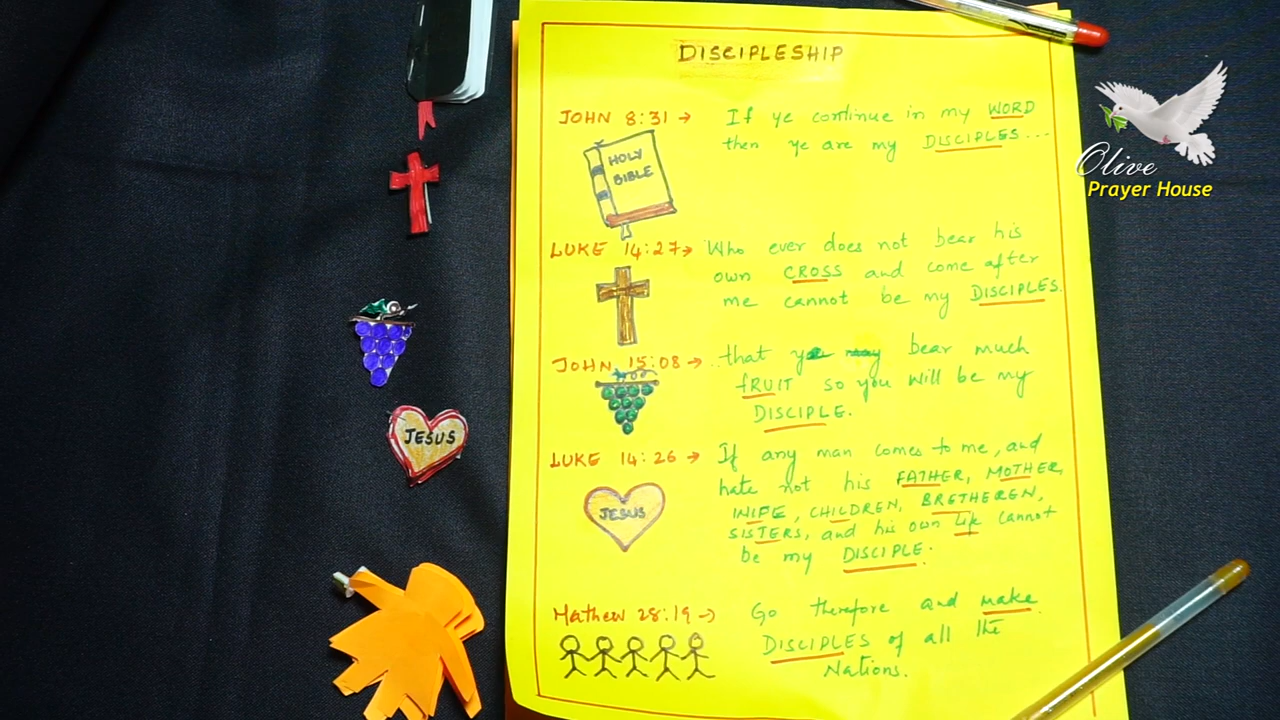 DISCIPLESHIP
JOHN 8:31 → If ye continue in my WORD
then ye are my DISCIPLES...
HOLY
BIBLE
LUKE 14:27 → Who ever does not bear his
own CROSS and come after
me cannot be my DISCIPLES.
JOHN 15:08 → .. that bear much
fRUIT so you will be my
DISCIPLE.
LUKE 14:26 → If any man comes to me, and
hate not his FATHER, MOTHER,
WIFE, CHILDREN, BRETHEREN,
SISTERS, and his own life cannot
be my DISCIPLE.
JESUS
Mathew 28:19 → Go therefore and make
DISCIPLES of all the
Nations.
JESUS
Olive
Prayer House